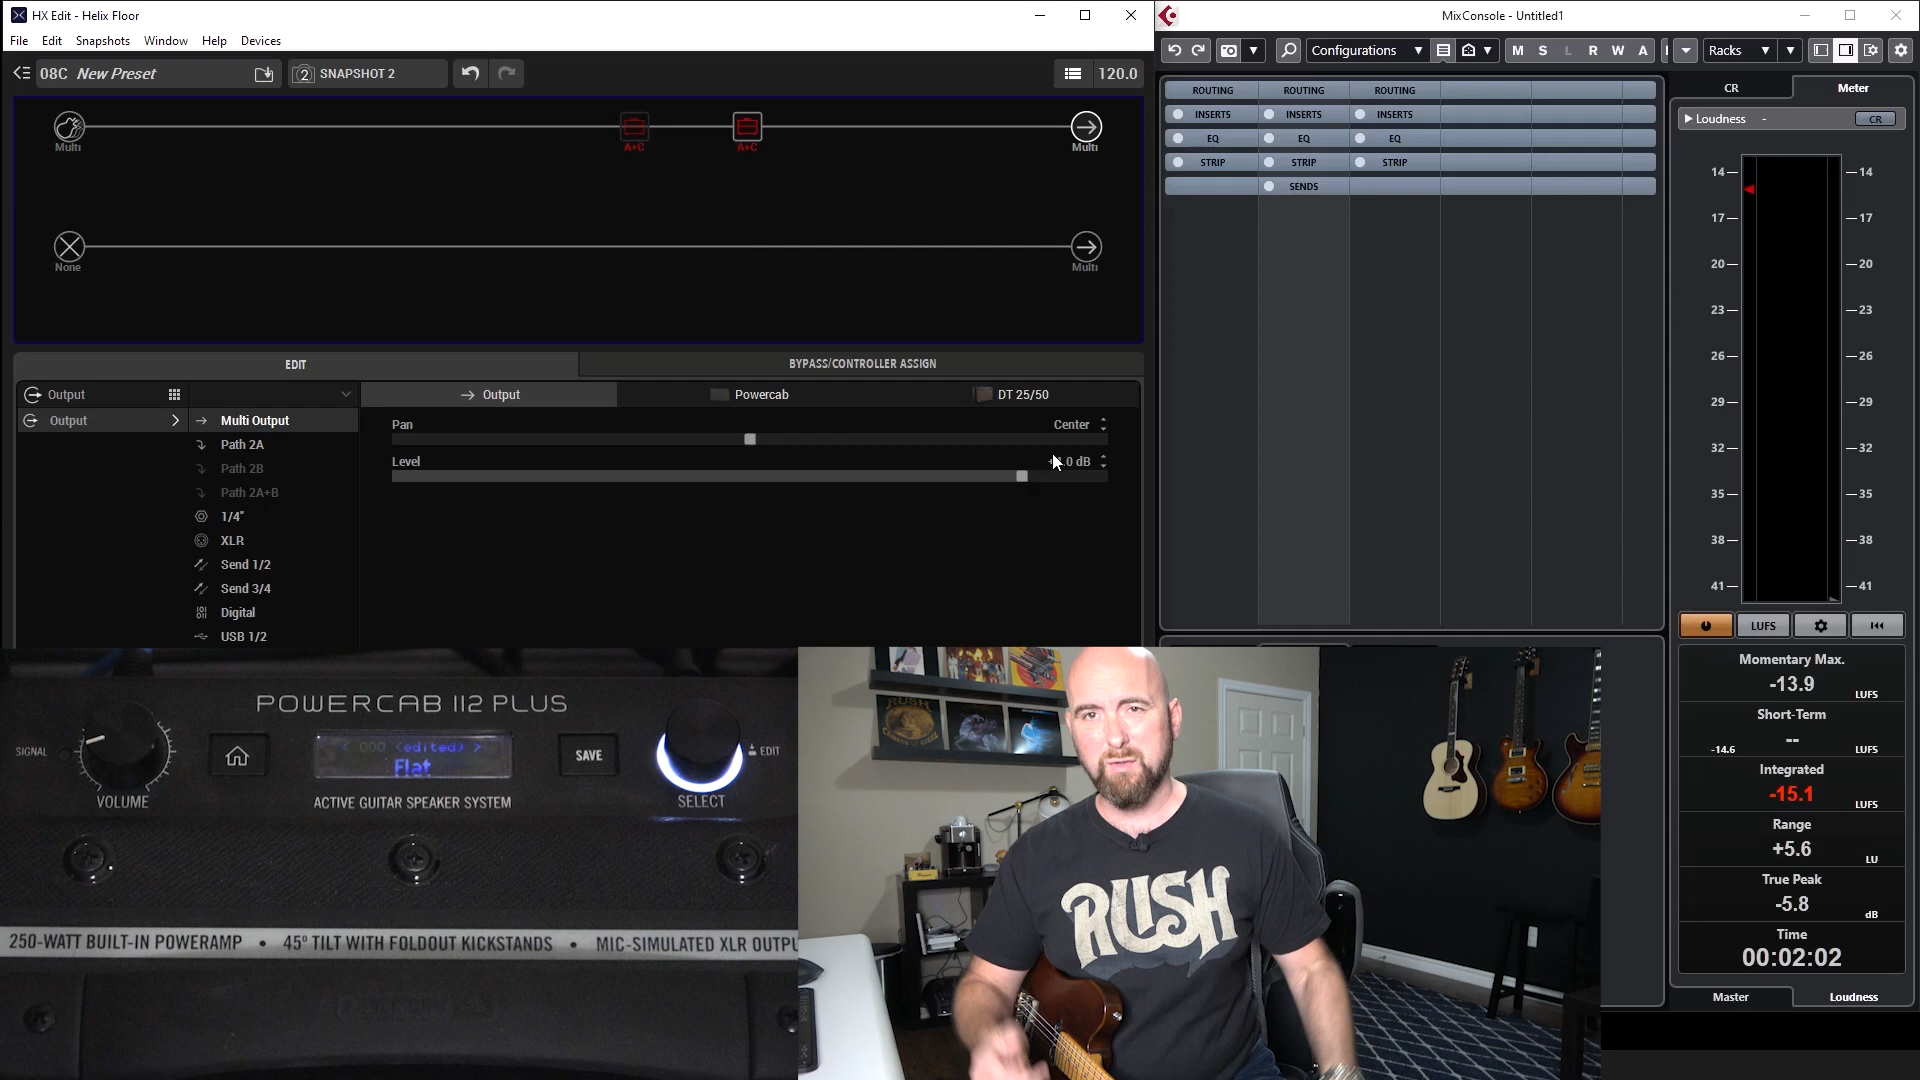 HX Edit - Helix Floor
File Edit Snapshots Window Help Devices
08C New Preset
2 SNAPSHOT 2
120.0
Multi
A+C
A+C
Multi
None
Multi
EDIT
BYPASS/CONTROLLER ASSIGN
Output
Output
Multi Output
Path 2A
Path 2B
Path 2A+B
1/4"
XLR
Send 1/2
Send 3/4
Digital
USB 1/2
Output
Powercab
DT 25/50
Pan
Center
Level
.0 dB
MixConsole - Untitled1
Configurations
M S L R W A
Racks
ROUTING ROUTING ROUTING
INSERTS INSERTS INSERTS
EQ EQ EQ
STRIP STRIP STRIP
SENDS
CR
Meter
Loudness -
CR
14 14
17 17
20 20
23 23
26 26
29 29
32 32
35 35
38 38
41 41
LUFS
Momentary Max.
-13.9 LUFS
Short-Term
--
-14.6 LUFS
Integrated
-15.1 LUFS
Range
+5.6 LU
True Peak
-5.8 dB
Time
00:02:02
Master
Loudness
POWERCAB 112 PLUS
SIGNAL
VOLUME
< 000 (edited) >
Flat
SAVE
EDIT
SELECT
ACTIVE GUITAR SPEAKER SYSTEM
250-WATT BUILT-IN POWERAMP • 45° TILT WITH FOLDOUT KICKSTANDS • MIC-SIMULATED XLR OUTPU
RUSH
RUSH